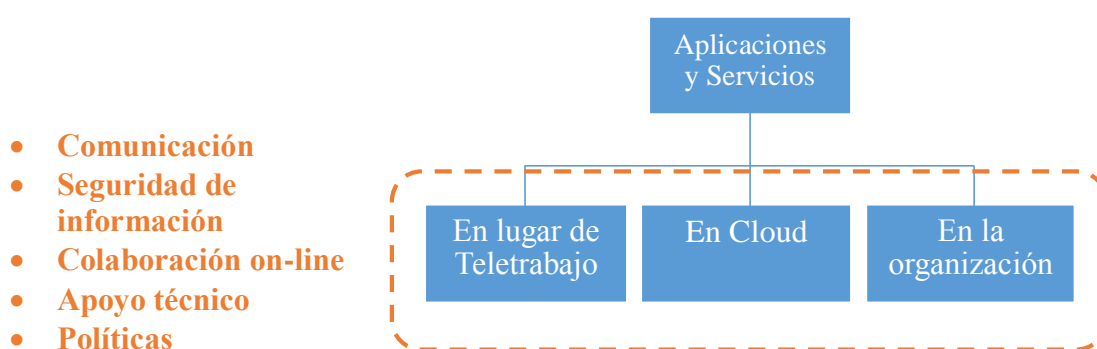 Aplicaciones
y Servicios
• Comunicación
• Seguridad de
información
• Colaboración on-line
• Apoyo técnico
• Políticas
En lugar de
Teletrabajo
En Cloud
En la
organización